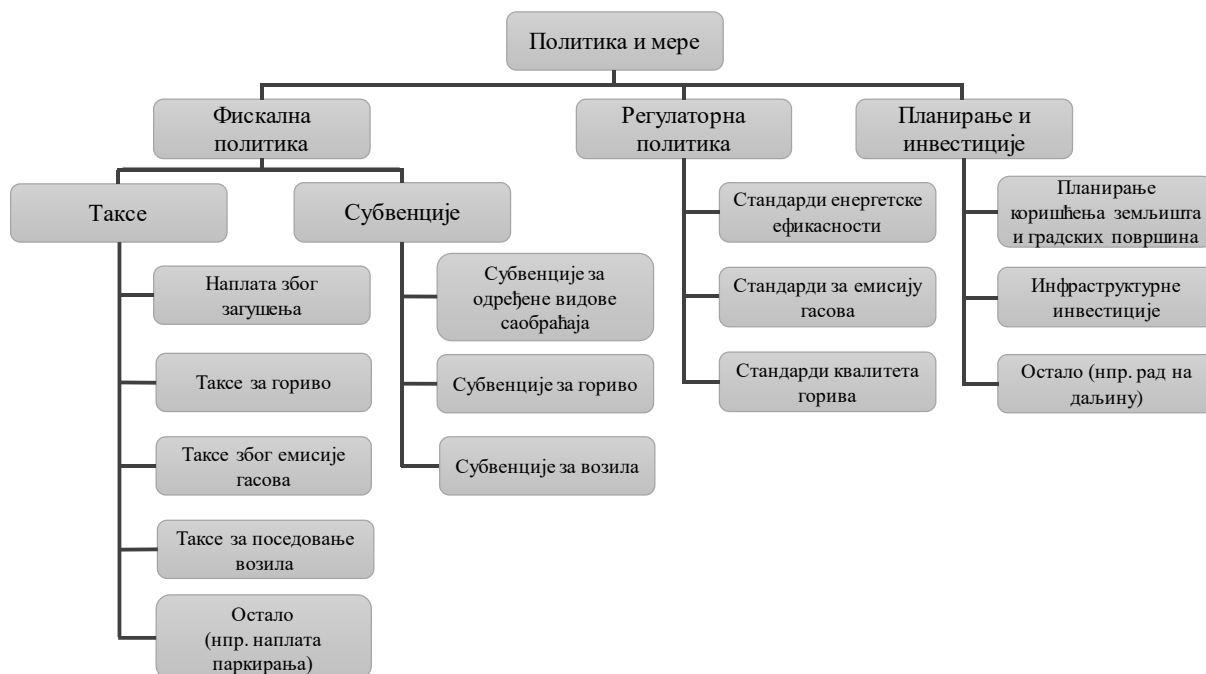 Политика и мере
Фискална
политика
Регулаторна
политика
Планирање и
инвестиције
Таксе
Субвенције
Наплата због
загушења
Таксе за гориво
Таксе због емисије
гасова
Таксе за поседовање
возила
Остало
(нпр. наплата
паркирања)
Субвенције за
одређене видове
саобраћаја
Субвенције за гориво
Субвенције за возила
Стандарди енергетске
ефикасности
Стандарди за емисију
гасова
Стандарди квалитета
горива
Планирање
коришћења земљишта
и градских површина
Инфраструктурне
инвестиције
Остало (нпр. рад на
даљину)